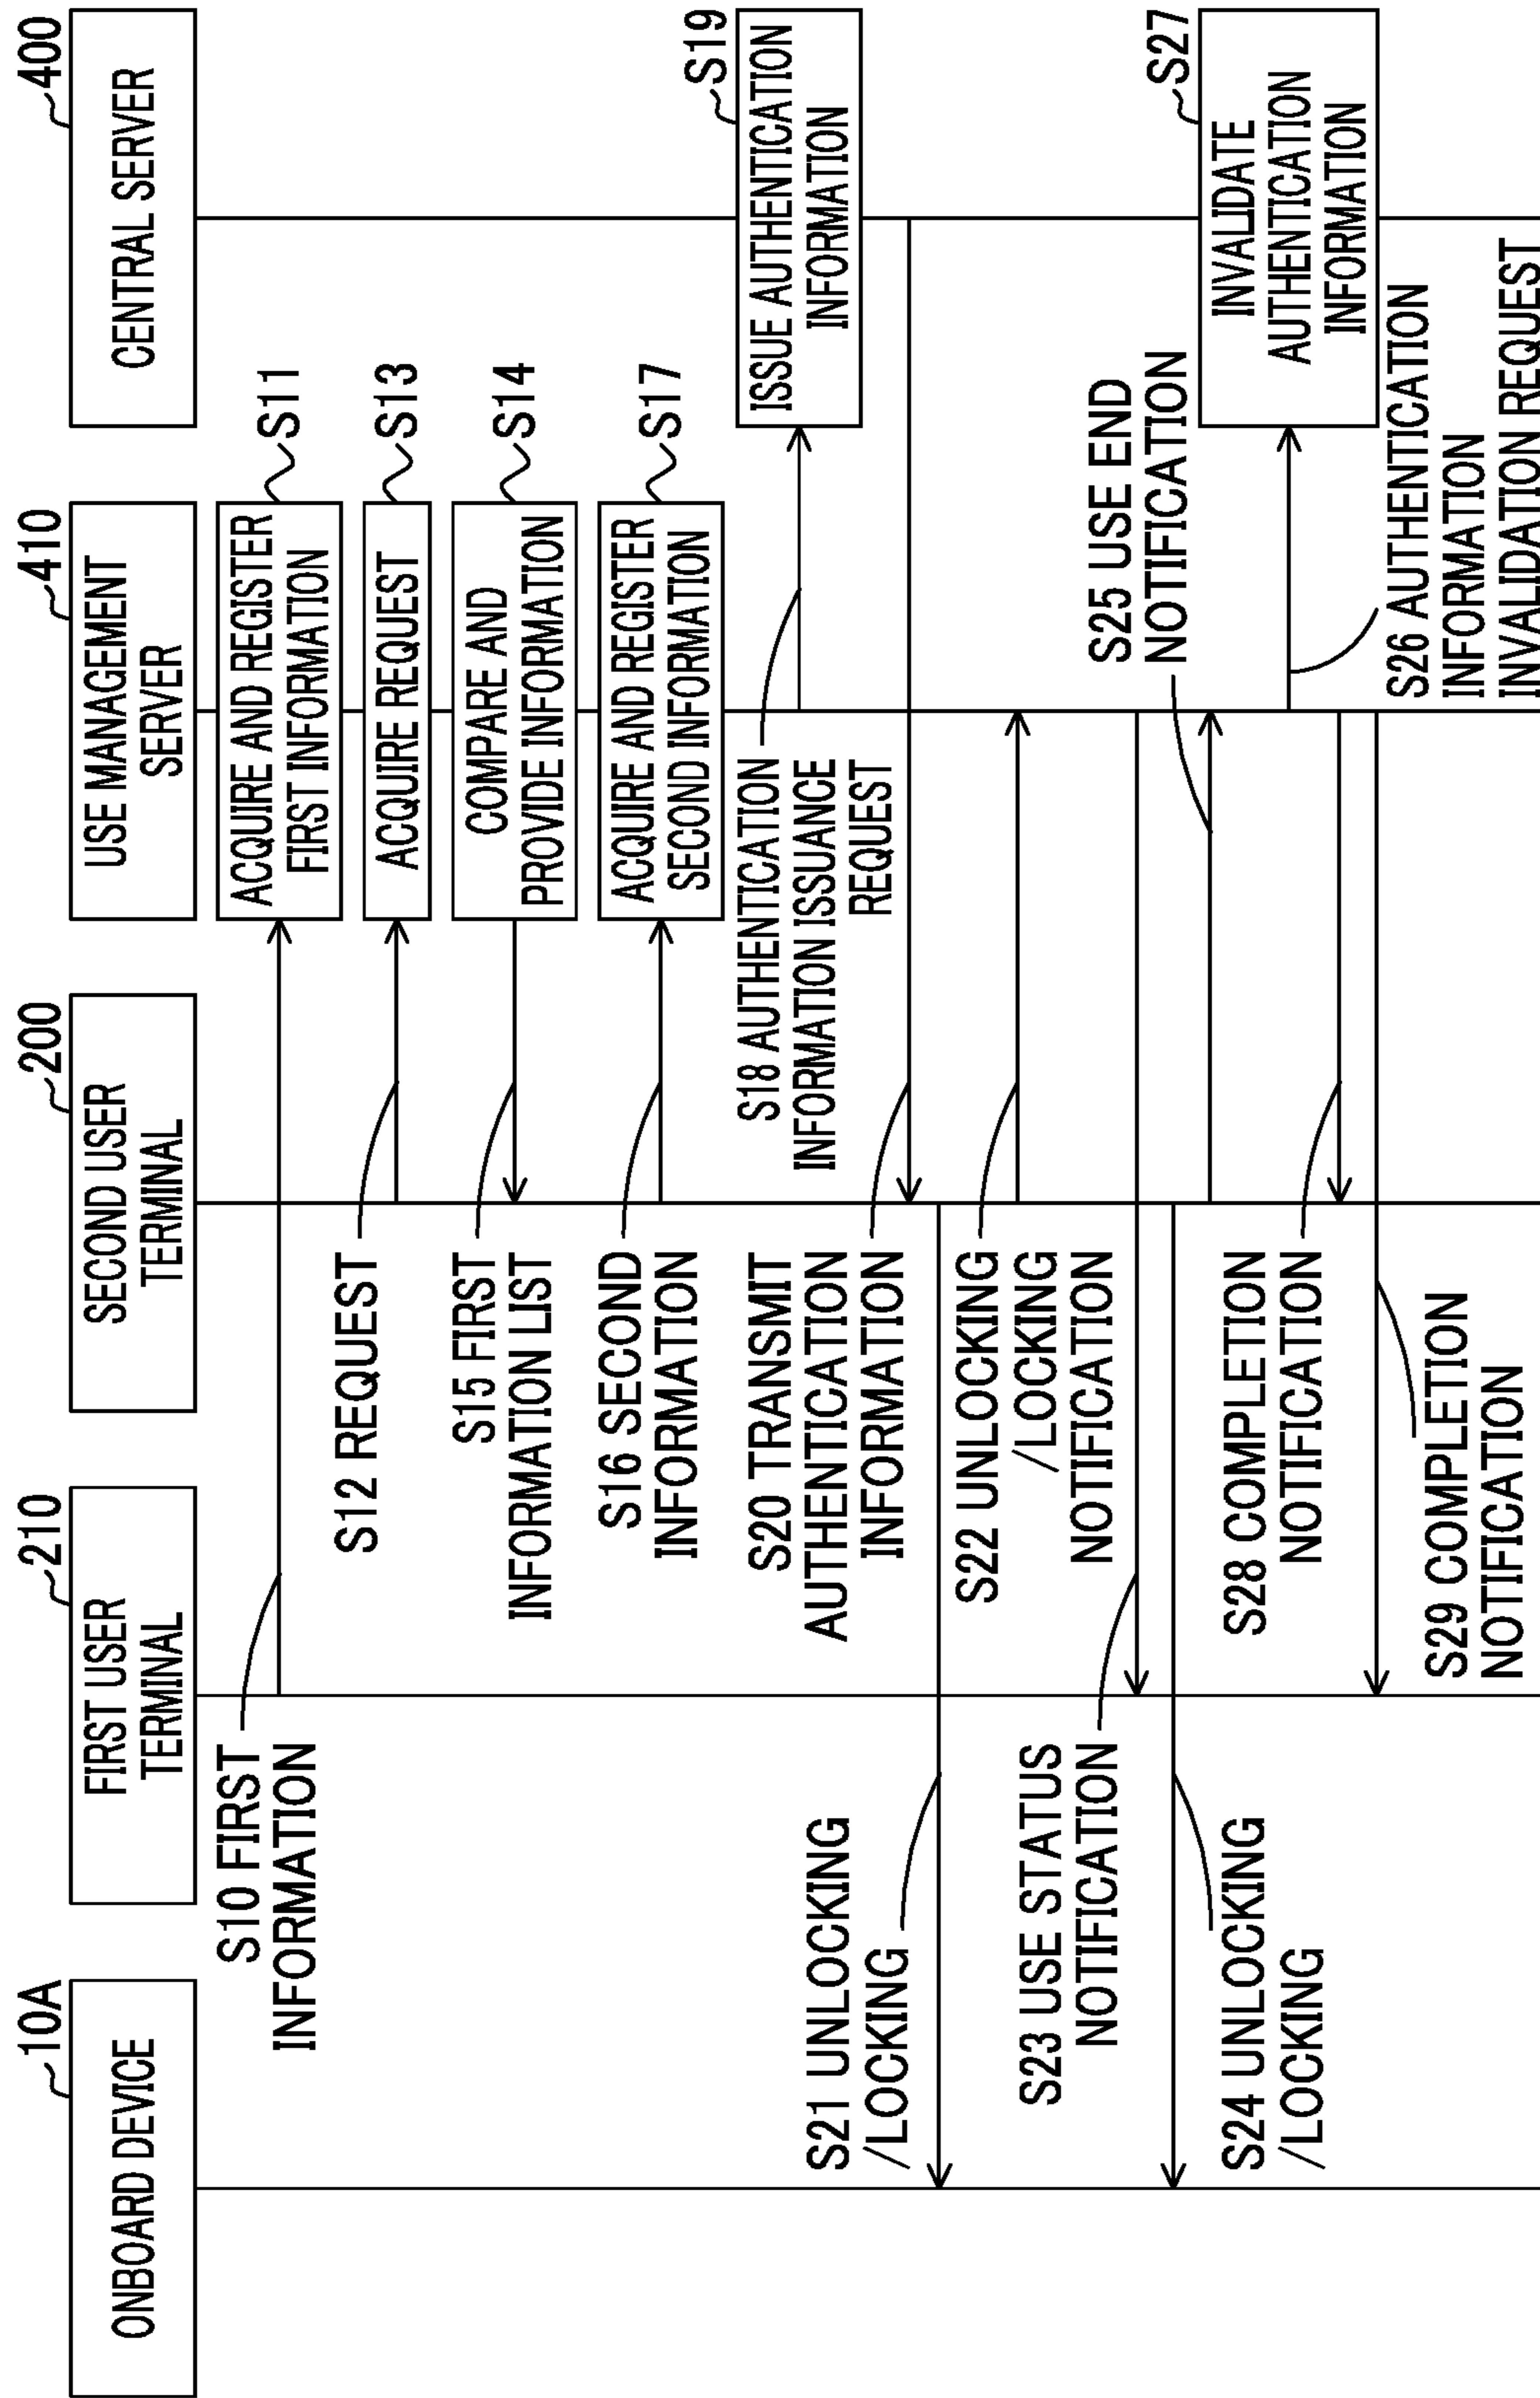 10A
ONBOARD DEVICE
210
FIRST USER
TERMINAL
200
SECOND USER
TERMINAL
410
USE MANAGEMENT
SERVER
400
CENTRAL SERVER
S10 FIRST
INFORMATION
ACQUIRE AND REGISTER
FIRST INFORMATION
S11
S12 REQUEST
ACQUIRE REQUEST
S13
COMPARE AND
PROVIDE INFORMATION
S14
S15 FIRST
INFORMATION LIST
S16 SECOND
INFORMATION
ACQUIRE AND REGISTER
SECOND INFORMATION
S17
S18 AUTHENTICATION
INFORMATION ISSUANCE
REQUEST
S19
ISSUE AUTHENTICATION
INFORMATION
S20 TRANSMIT
AUTHENTICATION
INFORMATION
S21 UNLOCKING
/LOCKING
S22 UNLOCKING
/LOCKING
NOTIFICATION
S23 USE STATUS
NOTIFICATION
S24 UNLOCKING
/LOCKING
S25 USE END
NOTIFICATION
S26 AUTHENTICATION
INFORMATION
INVALIDATION REQUEST
S27
INVALIDATE
AUTHENTICATION
INFORMATION
S28 COMPLETION
NOTIFICATION
S29 COMPLETION
NOTIFICATION